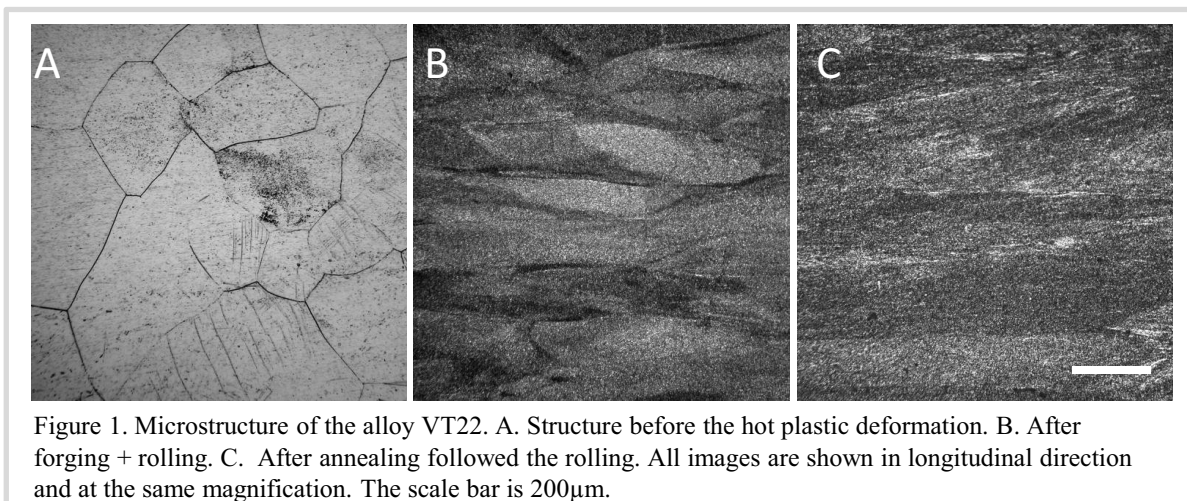 A
B
C
Figure 1. Microstructure of the alloy VT22. A. Structure before the hot plastic deformation. B. After
forging + rolling. C.  After annealing followed the rolling. All images are shown in longitudinal direction
and at the same magnification. The scale bar is 200µm.